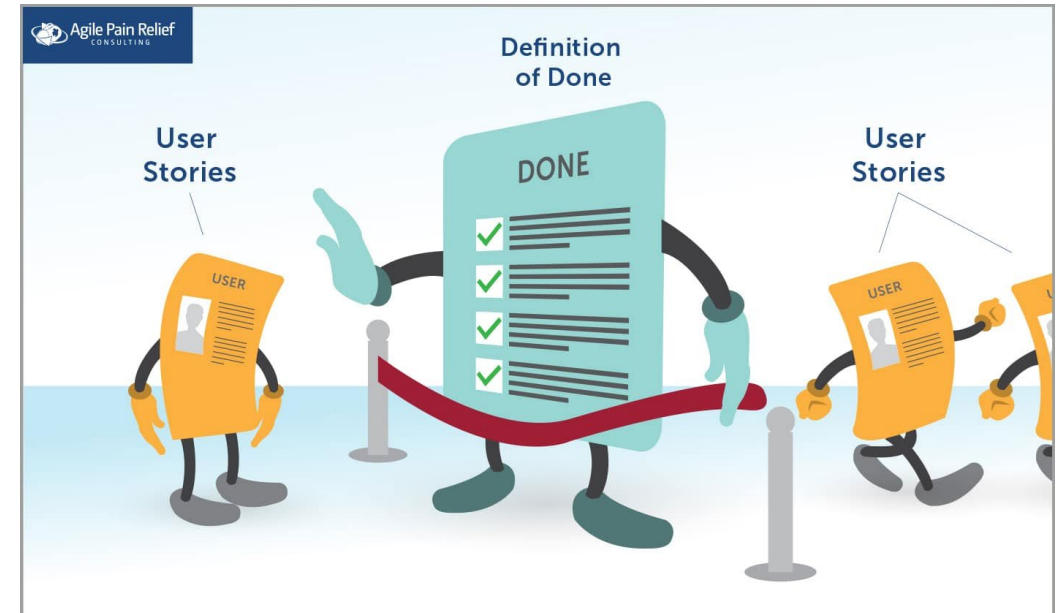 Agile Pain Relief
CONSULTING
Definition
of Done
User
Stories
User
Stories
DONE
USER
USER